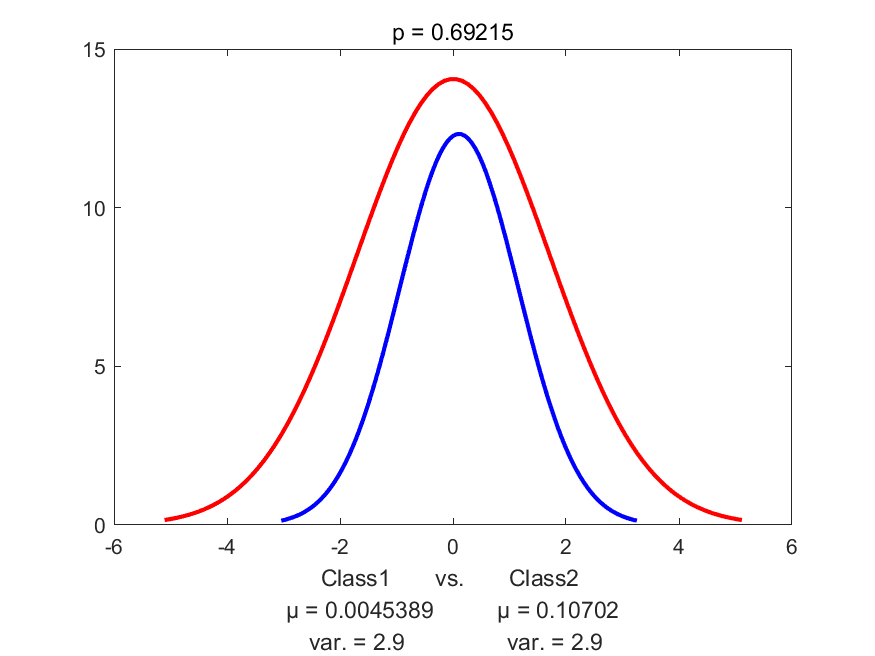 p = 0.69215
15
10
5
0
-6 -4 -2 0 2 4 6
Class1 vs. Class2
μ = 0.0045389 μ = 0.10702
var. = 2.9 var. = 2.9